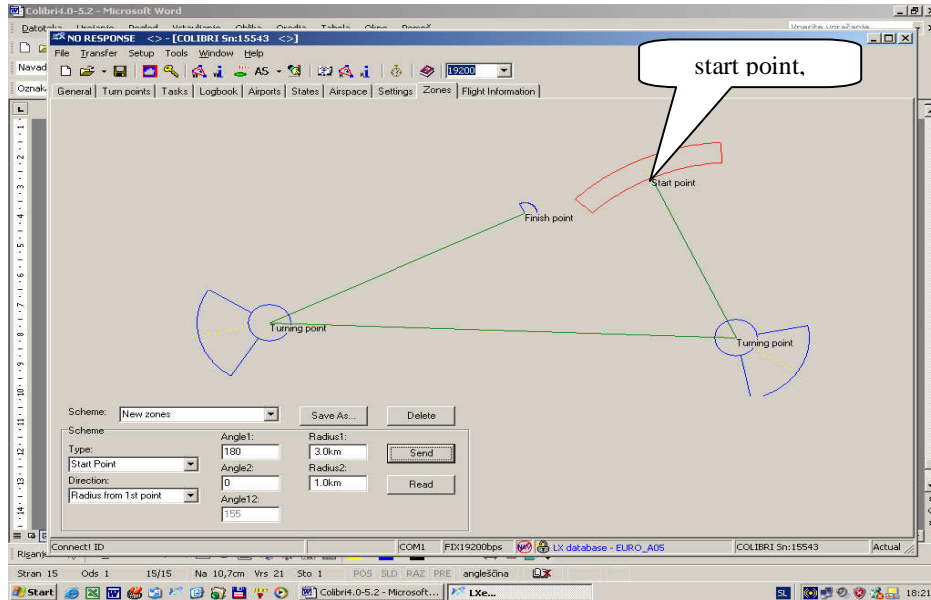 Colibri4.0-5.2 - Microsoft Word
NO RESPONSE <> - [COLIBRI Sn:15543 <>]
File Transfer Setup Tools Window Help
Navad
AS
19200
start point,
Oznak
General Turn points Tasks Logbook Airports States Airspace Settings Zones Flight Information
Start point
Finish point
Turning point
Turning point
Scheme: New zones Save As... Delete
Scheme
Type: Angle1: Radius1:
Start Point 180 3.0km Send
Direction: Angle2: Radius2:
Radius from 1st point 0 1.0km Read
Angle12:
155
Connect! ID COM1 FIX19200bps LX database - EURO_A05 COLIBRI Sn:15543 Actual
Stran 15 Ods 1 15/15 Na 10,7cm Vrs 21 Sto 1 POS SLD RAZ PRE angleščina
Start Colibri4.0-5.2 - Microsoft... LXe... SL 18:21